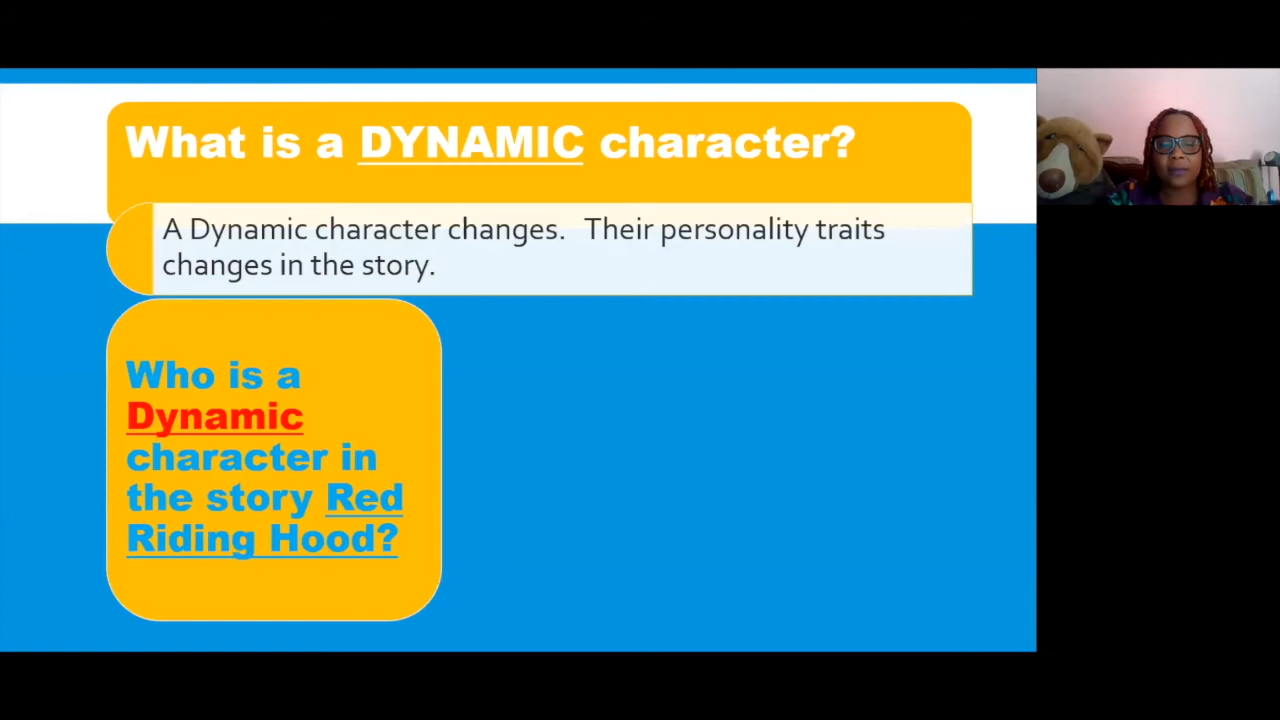 What is a DYNAMIC character?
A Dynamic character changes. Their personality traits
changes in the story.
Who is a
Dynamic
character in
the story Red
Riding Hood?